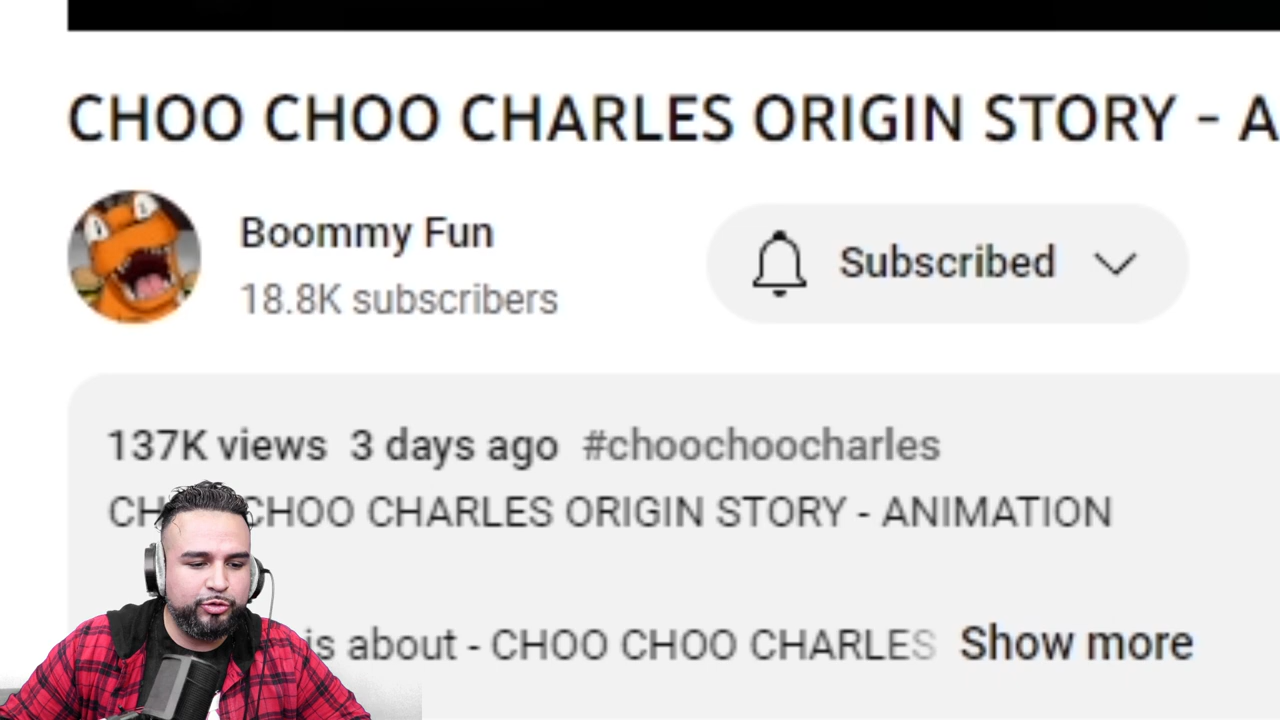 CHOO CHOO CHARLES ORIGIN STORY - A
Boommy Fun
18.8K subscribers
Subscribed
137K views 3 days ago #choochoocharles
CHOO CHARLES ORIGIN STORY - ANIMATION
is about - CHOO CHOO CHARLES Show more